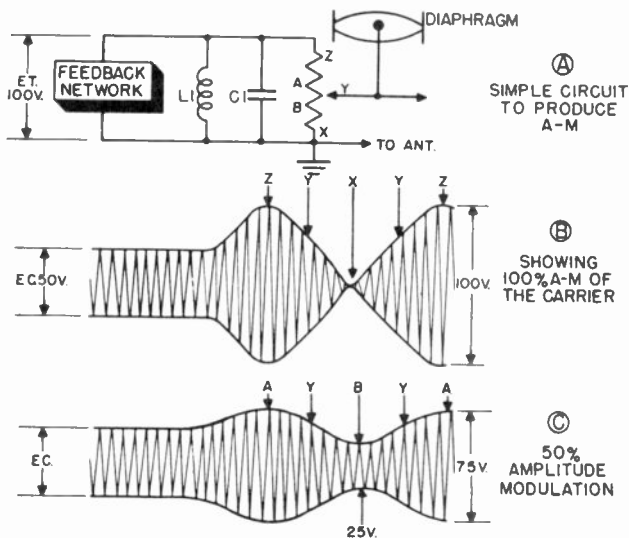 DIAPHRAGM
Z
A
B
X
Y
E.T.
100V.
FEEDBACK
NETWORK
L1
C1
TO ANT.
A
SIMPLE CIRCUIT
TO PRODUCE
A-M
Z Y X Y Z
EC50V.
100V.
B
SHOWING
100% A-M OF
THE CARRIER
A Y B Y A
EC.
75V.
25V.
C
50%
AMPLITUDE
MODULATION